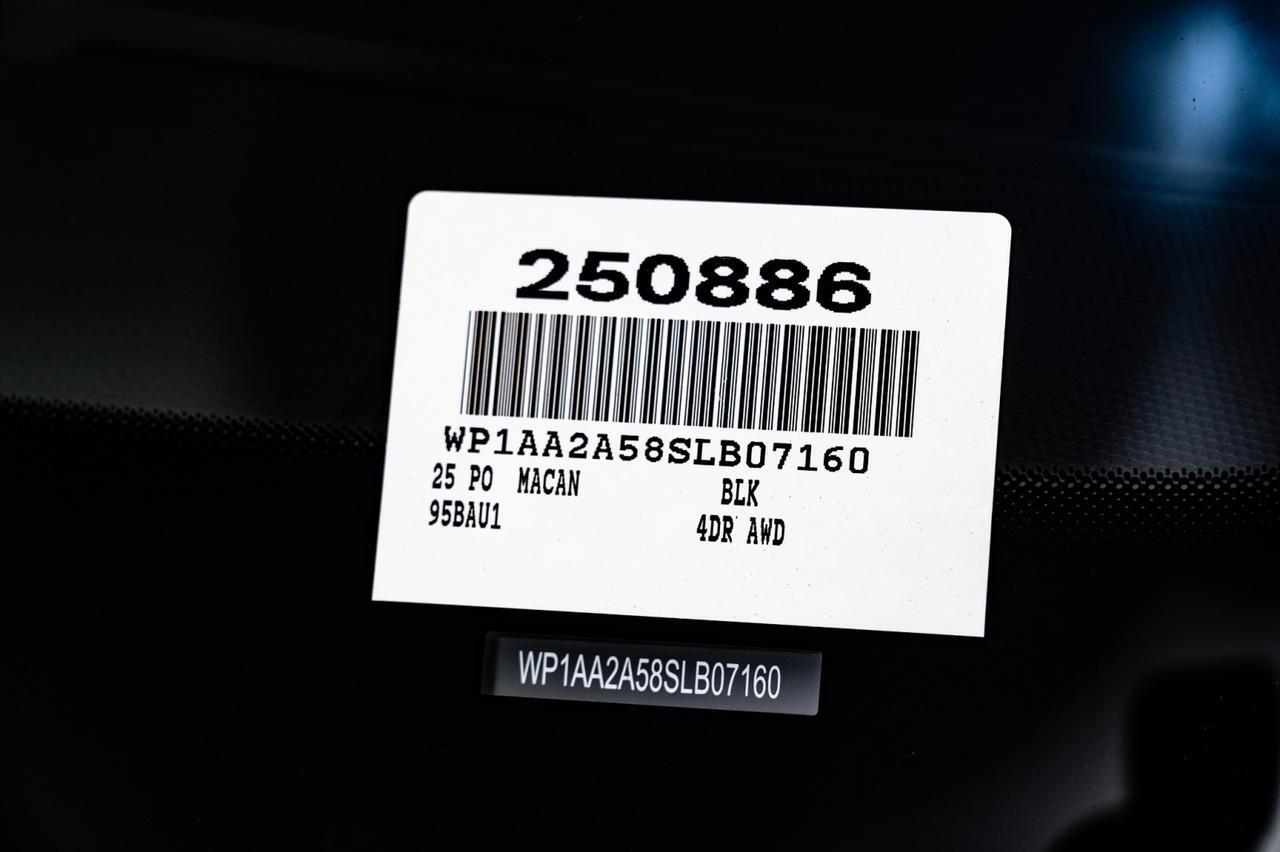 250886
WP1AA2A58SLB07160
25 PO MACAN BLK
95BAU1 4DR AWD
WP1AA2A58SLB07160